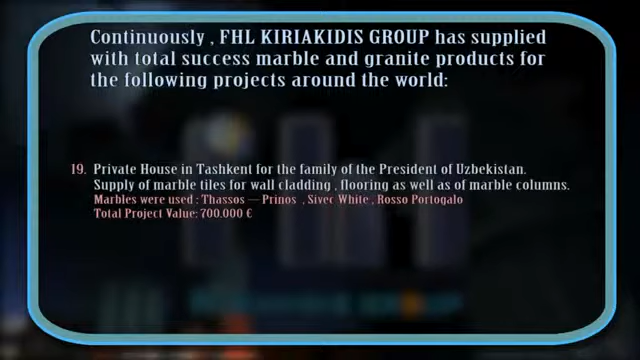 Continuously , FHL KIRIAKIDIS GROUP has supplied
with total success marble and granite products for
the following projects around the world:
19. Private House in Tashkent for the family of the President of Uzbekistan.
Supply of marble tiles for wall cladding , flooring as well as of marble columns.
Marbles were used : Thassos — Prinos , Sivec White , Rosso Portogalo
Total Project Value: 700.000 €